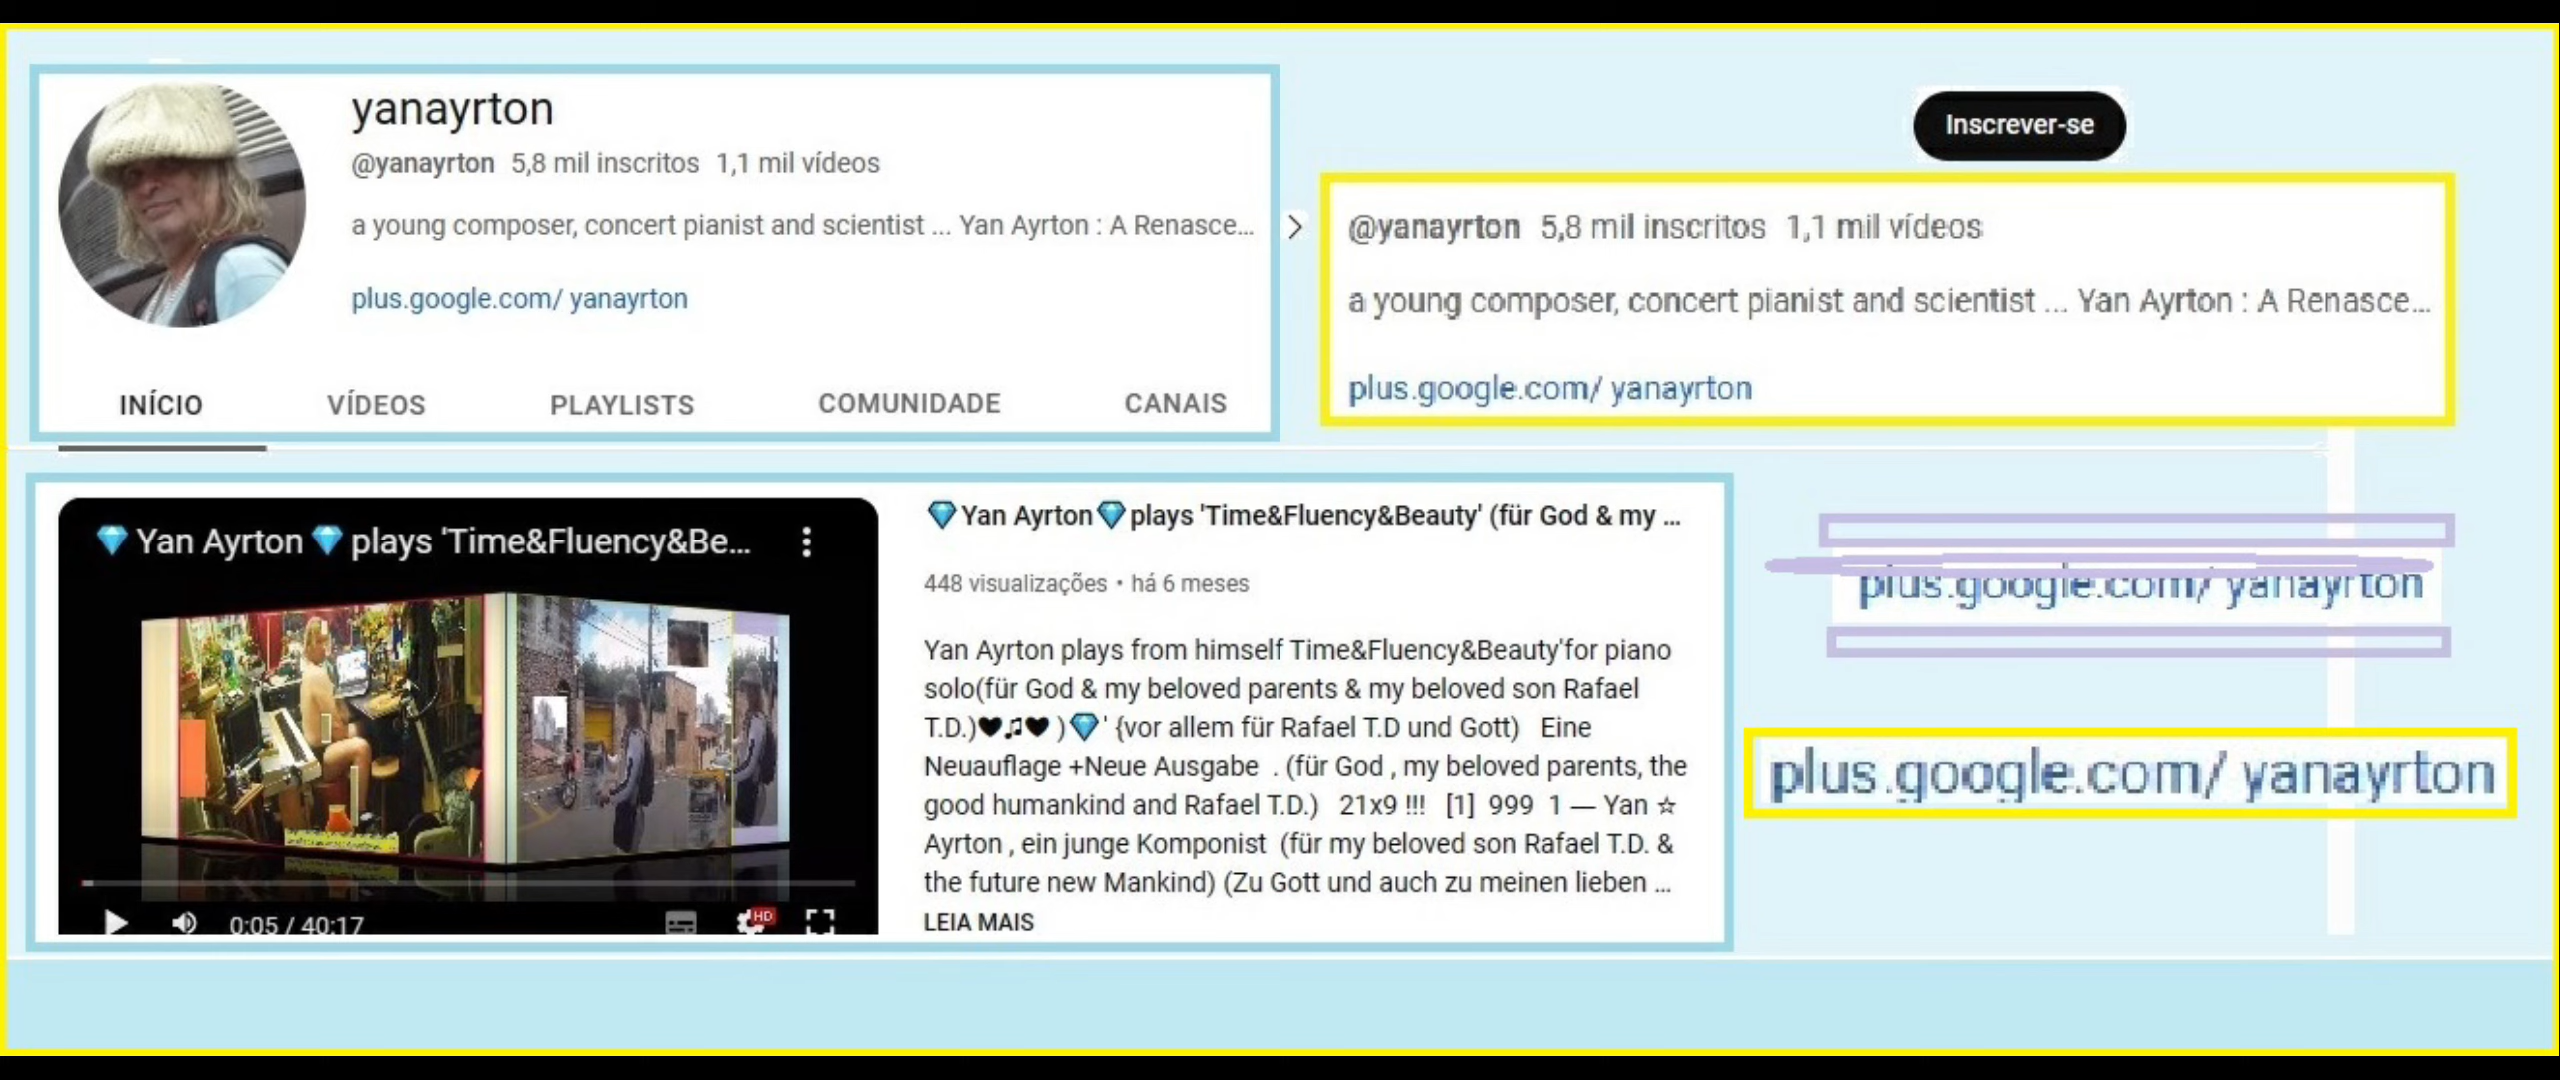 yanayrton
@yanayrton 5,8 mil inscritos 1,1 mil vídeos
a young composer, concert pianist and scientist ... Yan Ayrton : A Renasce...
plus.google.com/ yanayrton
INÍCIO VÍDEOS PLAYLISTS COMUNIDADE CANAIS
Inscrever-se
@yanayrton 5,8 mil inscritos 1,1 mil vídeos
a young composer, concert pianist and scientist ... Yan Ayrton : A Renasce...
plus.google.com/ yanayrton
💎 Yan Ayrton 💎 plays 'Time&Fluency&Be...
0:05 / 40:17
HD
💎Yan Ayrton💎plays 'Time&Fluency&Beauty' (für God & my ...
448 visualizações • há 6 meses
Yan Ayrton plays from himself Time&Fluency&Beauty'for piano
solo(für God & my beloved parents & my beloved son Rafael
T.D.)♥♫♥ )💎' {vor allem für Rafael T.D und Gott) Eine
Neuauflage +Neue Ausgabe . (für God , my beloved parents, the
good humankind and Rafael T.D.) 21x9 !!! [1] 999 1 — Yan ☆
Ayrton , ein junge Komponist (für my beloved son Rafael T.D. &
the future new Mankind) (Zu Gott und auch zu meinen lieben ...
LEIA MAIS
plus.google.com/ yanayrton
plus.google.com/ yanayrton